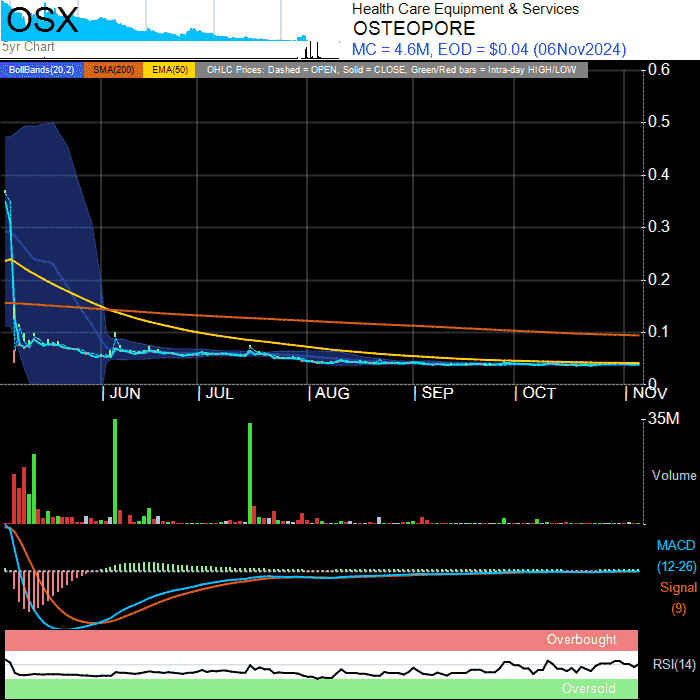 OSX
5yr Chart
Health Care Equipment & Services
OSTEOPORE
MC = 4.6M, EOD = $0.04 (06Nov2024)
BollBands(20,2) SMA(200) EMA(50) OHLC Prices: Dashed = OPEN, Solid = CLOSE, Green/Red bars = Intra-day HIGH/LOW
0.6
0.5
0.4
0.3
0.2
0.1
0
JUN JUL AUG SEP OCT NOV
35M
Volume
MACD
(12-26)
Signal
(9)
Overbought
RSI(14)
Oversold